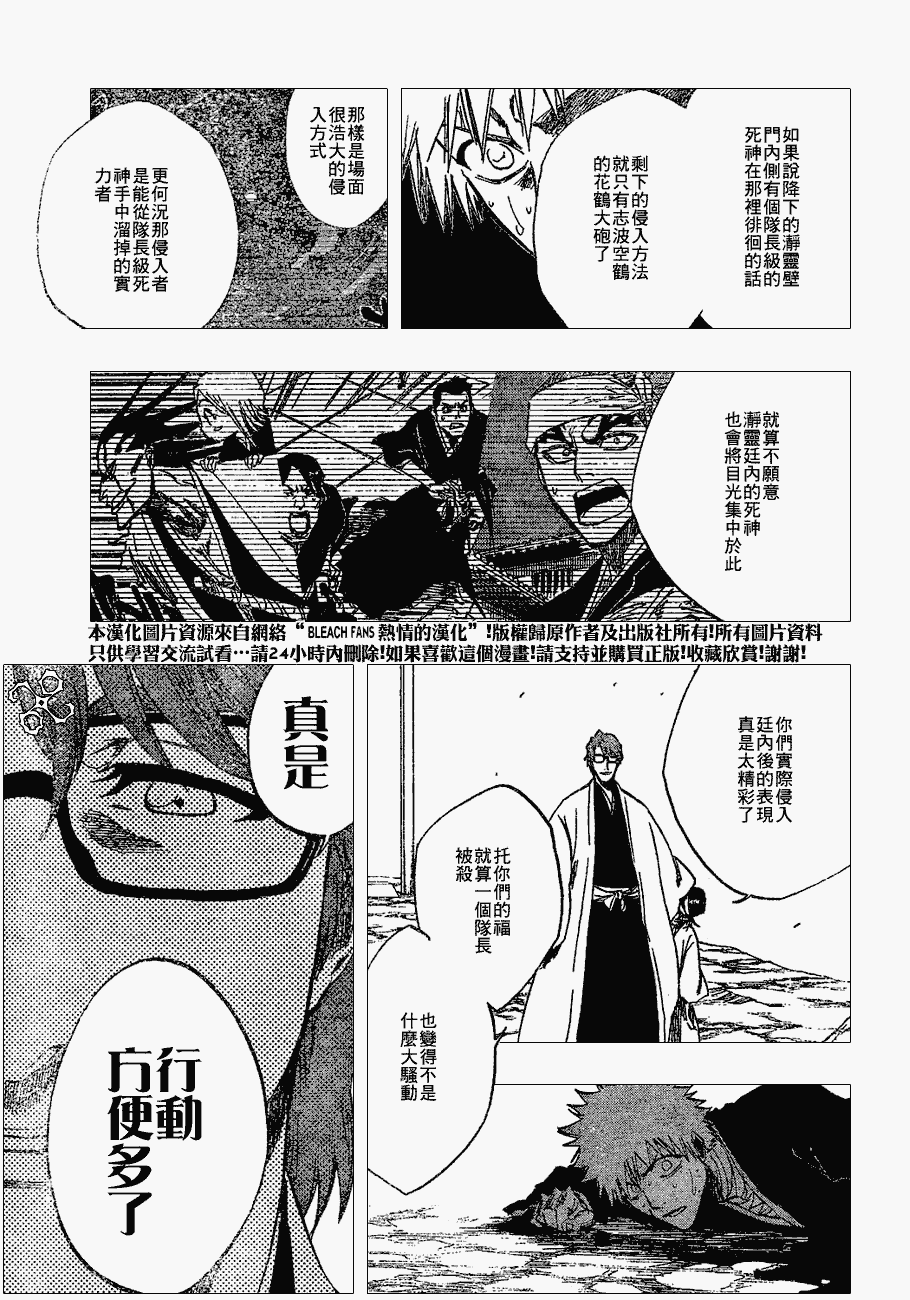 如果說降下的瀞靈壁
門內側有個隊長級的
死神在那裡徘徊的話
剩下的侵入方法
就只有志波空鶴
的花鶴大砲了
那樣是場面
很浩大的侵
入方式
更何況那侵入者
是能從隊長級死
神手中溜掉的實
力者
就算不願意
瀞靈廷內的死神
也會將目光集中於此
本漢化圖片資源來自網絡“BLEACH FANS 熱情的漢化”!版權歸原作者及出版社所有!所有圖片資料
只供學習交流試看…請24小時內刪除!如果喜歡這個漫畫!請支持並購買正版!收藏欣賞!謝謝!
你們實際侵入
廷內後的表現
真是太精彩了
托你們的福
就算一個隊長
被殺
也變得不是
什麼大騷動
真是
行動
方便多了